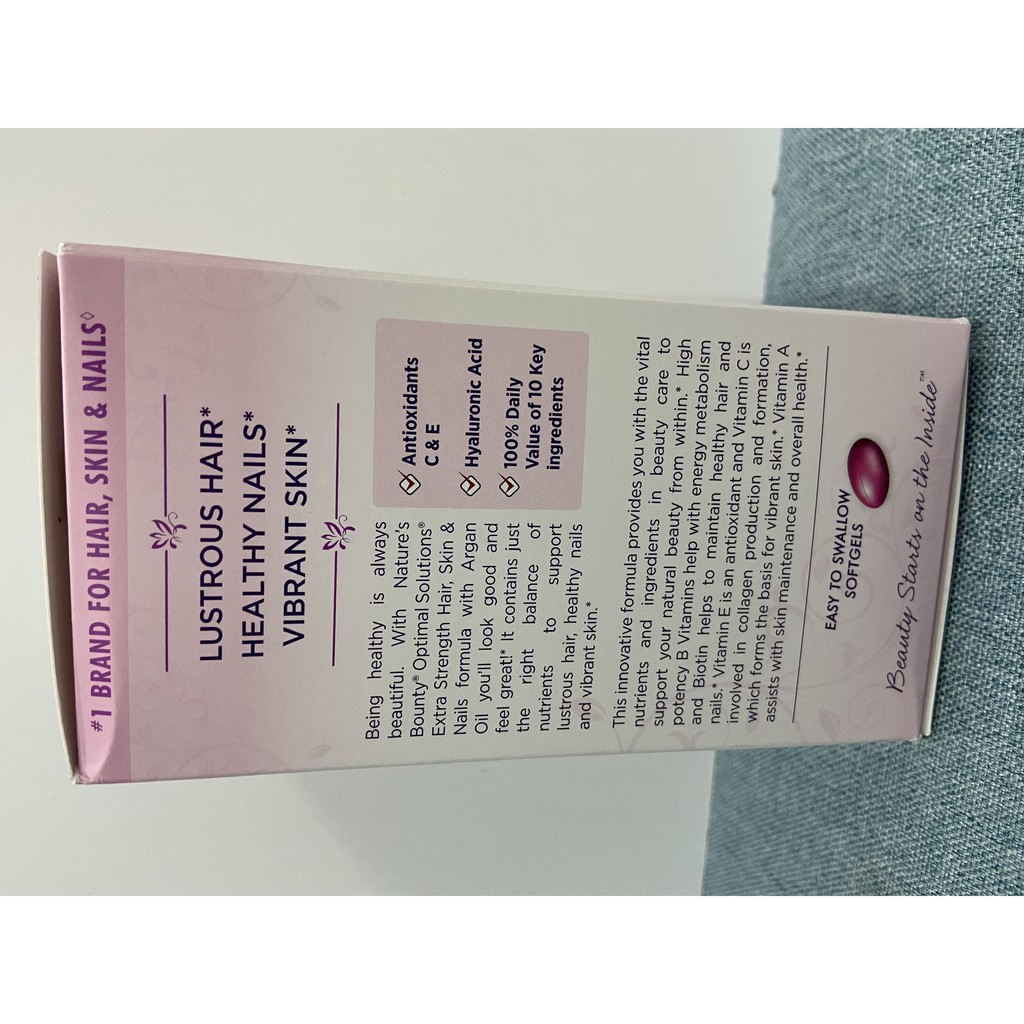 #1 BRAND FOR HAIR, SKIN & NAILS◊
LUSTROUS HAIR*
HEALTHY NAILS*
VIBRANT SKIN*
Being healthy is always
beautiful. With Nature's
Bounty® Optimal Solutions®
Extra Strength Hair, Skin &
Nails formula with Argan
Oil you'll look good and
feel great!* It contains just
the right balance of
nutrients to support
lustrous hair, healthy nails
and vibrant skin.*
Antioxidants
C & E
Hyaluronic Acid
100% Daily
Value of 10 Key
ingredients
This innovative formula provides you with the vital
nutrients and ingredients in beauty care to
support your natural beauty from within.* High
potency B Vitamins help with energy metabolism
and Biotin helps to maintain healthy hair and
nails.* Vitamin E is an antioxidant and Vitamin C is
involved in collagen production and formation,
which forms the basis for vibrant skin.* Vitamin A
assists with skin maintenance and overall health.*
EASY TO SWALLOW
SOFTGELS
Beauty Starts on the Inside™